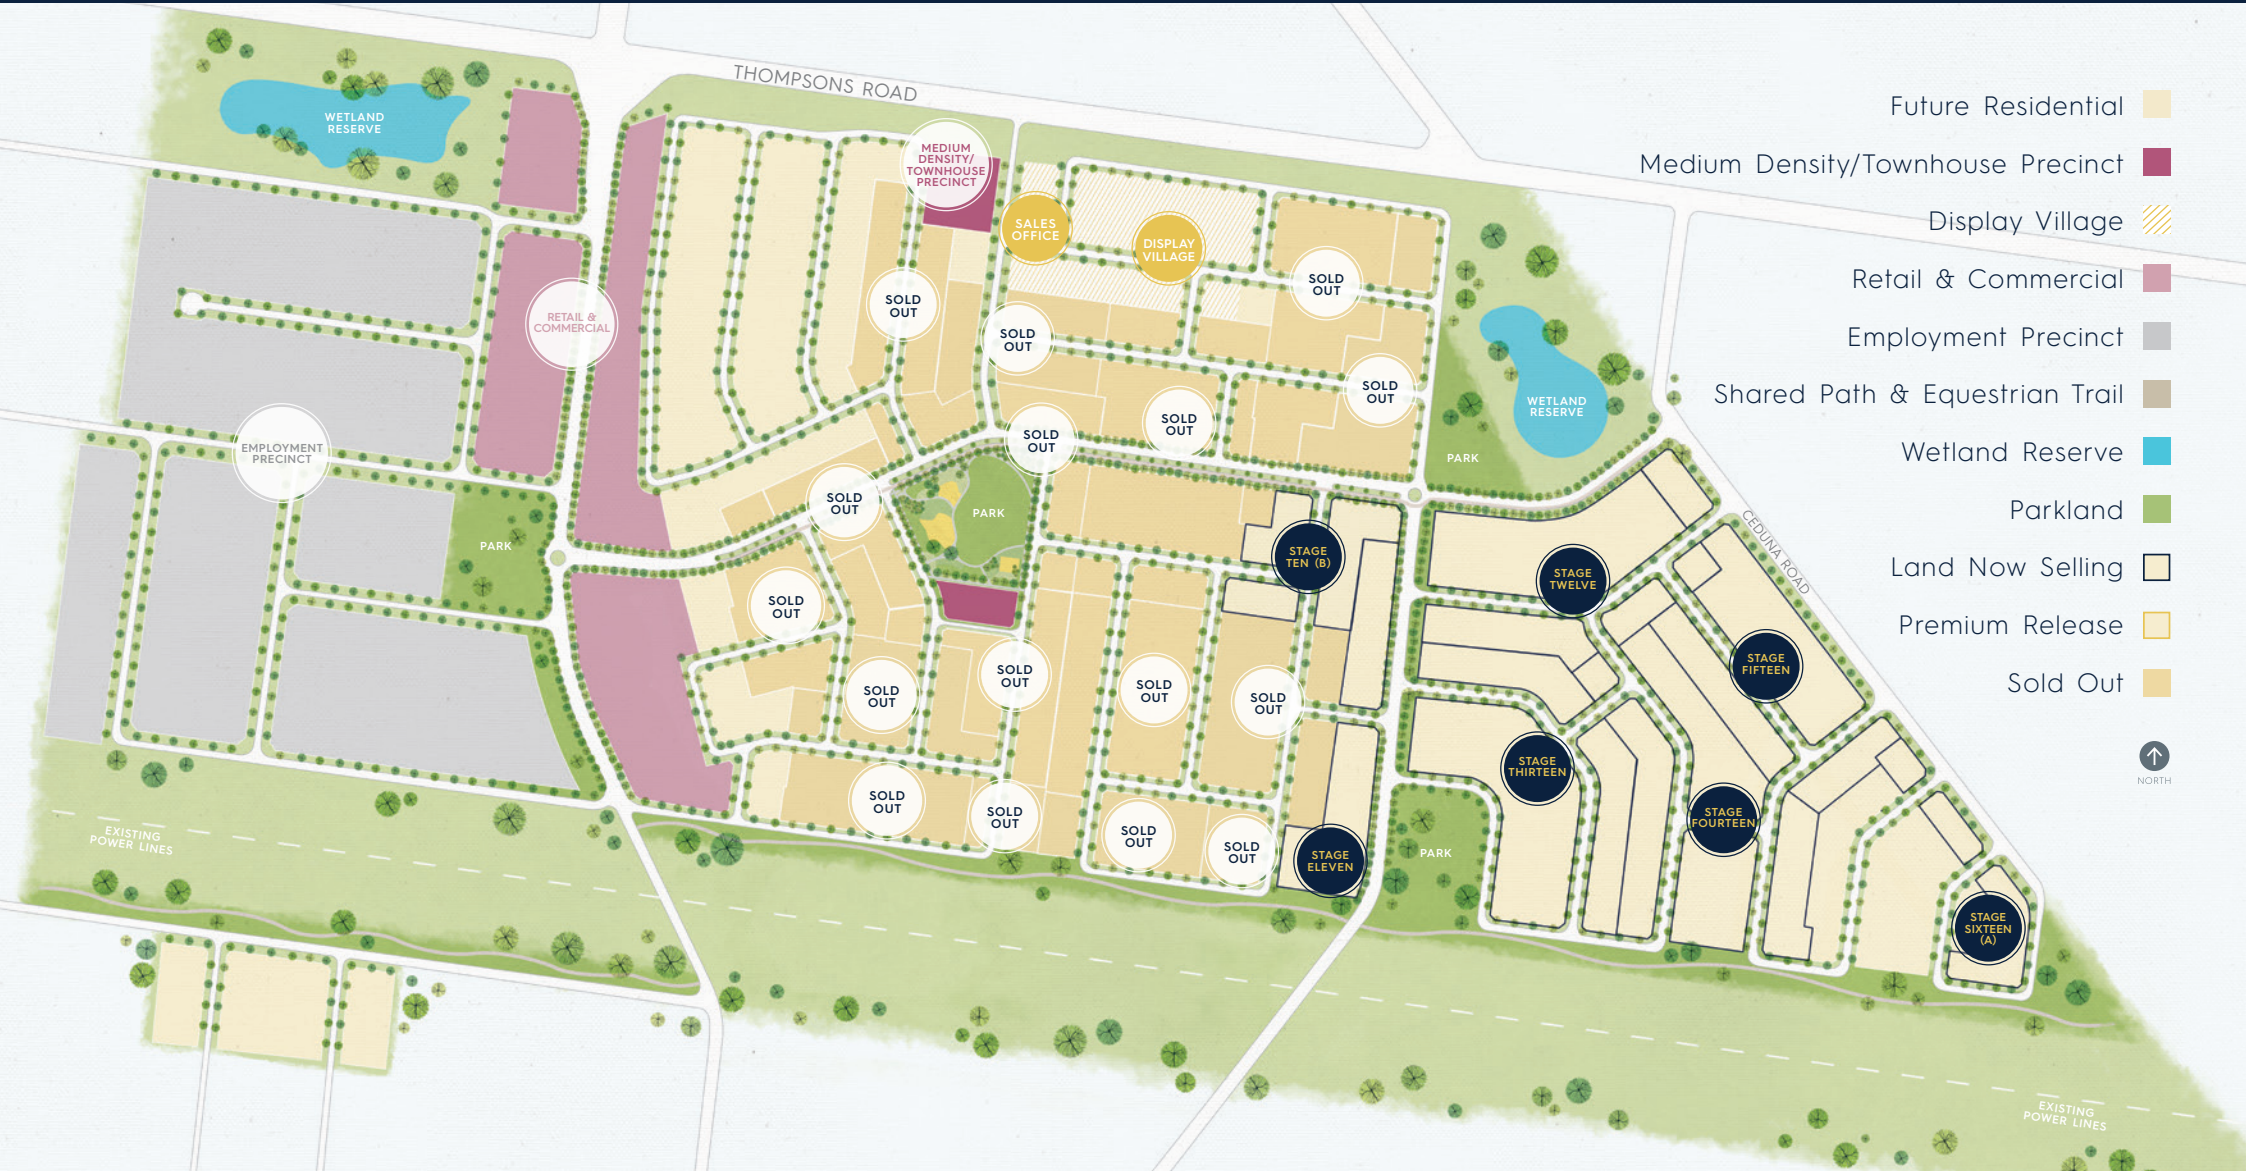 THOMPSONS ROAD
WETLAND
RESERVE
MEDIUM
DENSITY/
TOWNHOUSE
PRECINCT
SALES
OFFICE
DISPLAY
VILLAGE
SOLD
OUT
SOLD
OUT
RETAIL &
COMMERCIAL
SOLD
OUT
SOLD
OUT
WETLAND
RESERVE
SOLD
OUT
SOLD
OUT
EMPLOYMENT
PRECINCT
PARK
SOLD
OUT
PARK
PARK
CEDUNA ROAD
STAGE
TEN (B)
STAGE
TWELVE
SOLD
OUT
STAGE
FIFTEEN
SOLD
OUT
SOLD
OUT
SOLD
OUT
SOLD
OUT
STAGE
THIRTEEN
SOLD
OUT
SOLD
OUT
STAGE
FOURTEEN
SOLD
OUT
SOLD
OUT
STAGE
ELEVEN
PARK
EXISTING
POWER LINES
STAGE
SIXTEEN
(A)
EXISTING
POWER LINES
Future Residential
Medium Density/Townhouse Precinct
Display Village
Retail & Commercial
Employment Precinct
Shared Path & Equestrian Trail
Wetland Reserve
Parkland
Land Now Selling
Premium Release
Sold Out
NORTH